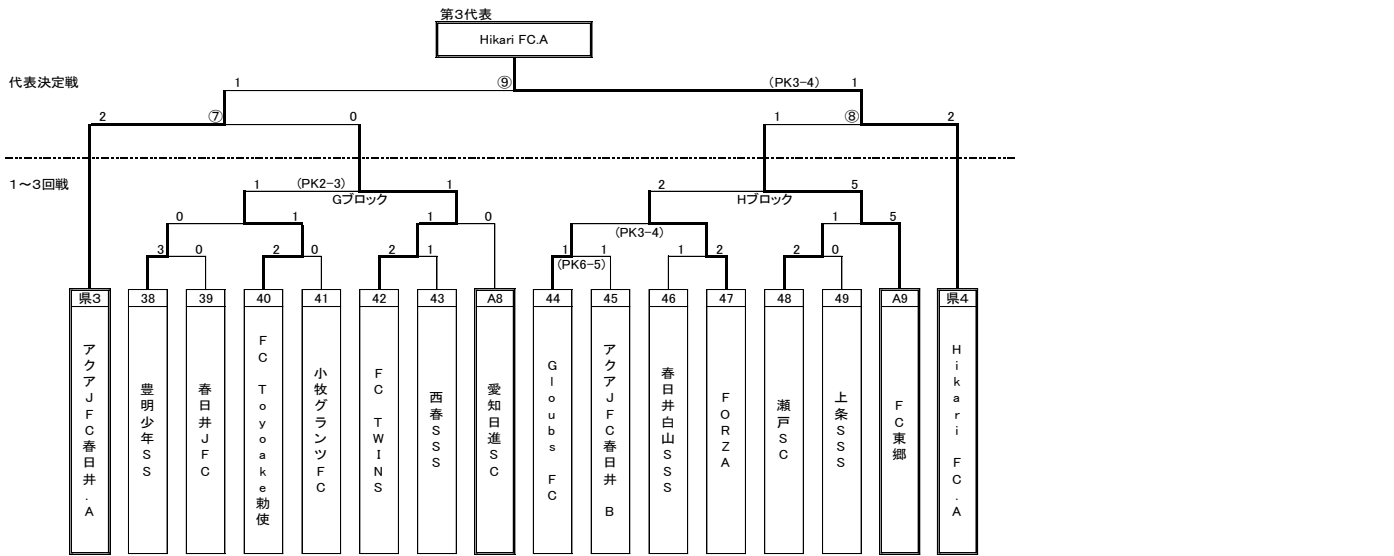 第3代表
Hikari FC.A
代表決定戦
1 ⑨ (PK3-4) 1
2 ⑦ 0 1 ⑧ 2
1～3回戦
1 (PK2-3) 1 2 5
Gブロック Hブロック
0 1 1 0 1 5
(PK3-4)
3 0 2 0 2 1 1 1 1 2 2 0
(PK6-5)
県3 38 39 40 41 42 43 A8 44 45 46 47 48 49 A9 県4
アクアJFC春日井.A
豊明少年SS
春日井JFC
FC Toyoake勅使
小牧グランツFC
FC TWINS
西春SSS
愛知日進SC
Gloubs FC
アクアJFC春日井 B
春日井白山SSS
FORZA
瀬戸SC
上条SSS
FC東郷
Hikari FC.A